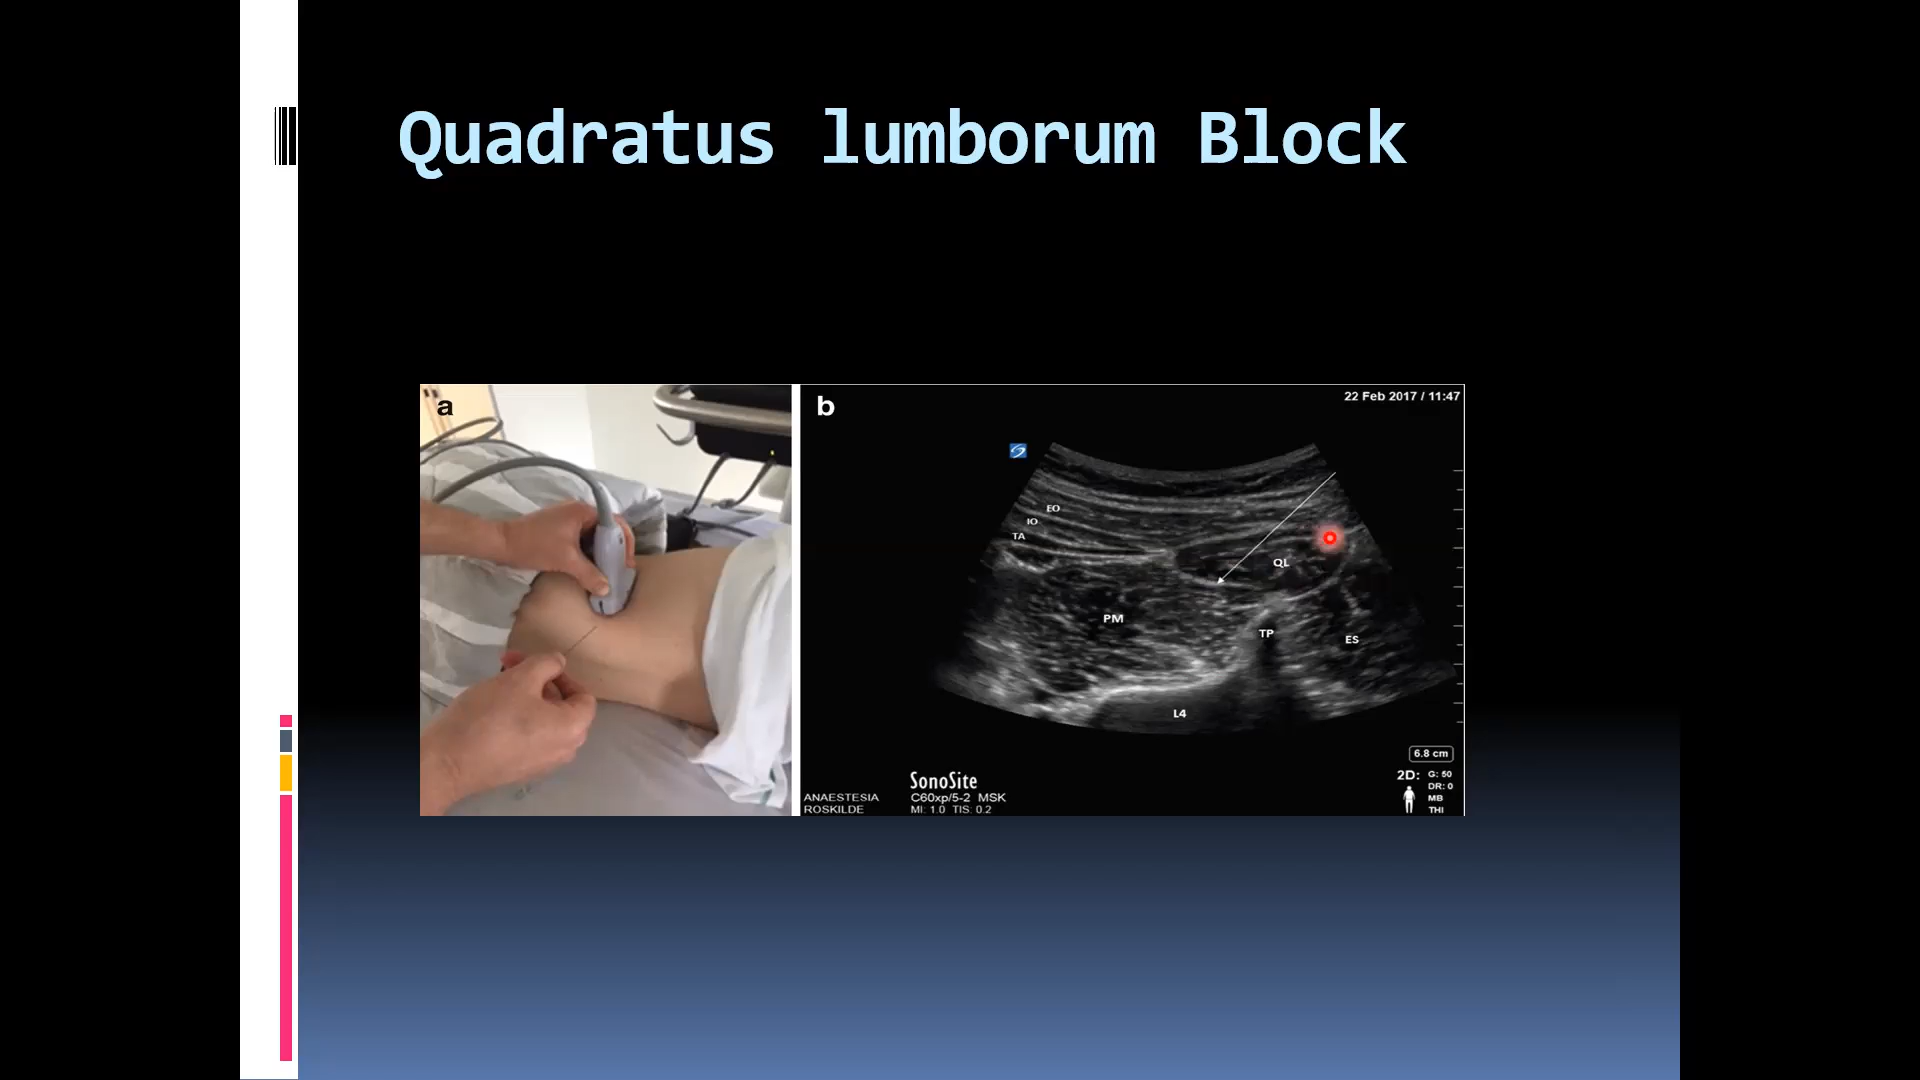 Quadratus lumborum Block
a
b
22 Feb 2017 / 11:47
EO
IO
TA
QL
PM
TP
ES
L4
6.8 cm
SonoSite
C60xp/5-2 MSK
MI: 1.0 TIS: 0.2
ANAESTESIA
ROSKILDE
2D:
G: 50
DR: 0
MB
THI